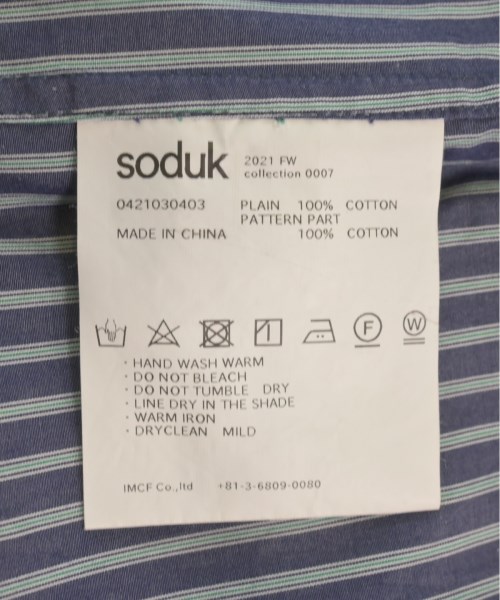 soduk
2021 FW
collection 0007
0421030403 PLAIN 100% COTTON
PATTERN PART
MADE IN CHINA 100% COTTON
F
W
· HAND WASH WARM
· DO NOT BLEACH
· DO NOT TUMBLE DRY
· LINE DRY IN THE SHADE
· WARM IRON
· DRYCLEAN MILD
IMCF Co.,ltd +81-3-6809-0080